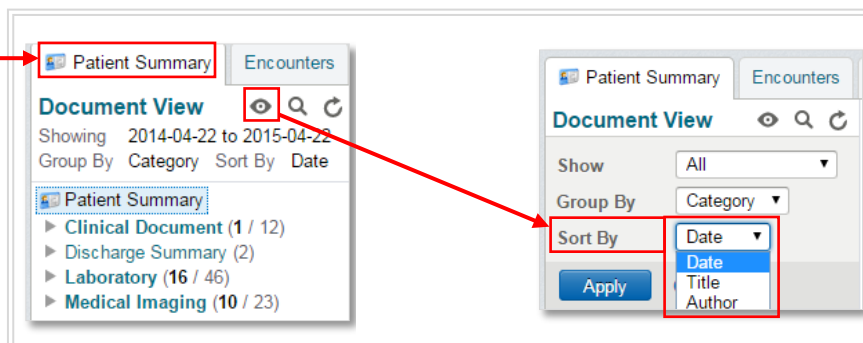 Patient Summary
Encounters
Document View
Showing 2014-04-22 to 2015-04-22
Group By Category Sort By Date
Patient Summary
Clinical Document (1 / 12)
Discharge Summary (2)
Laboratory (16 / 46)
Medical Imaging (10 / 23)
Patient Summary
Encounters
Document View
Show All
Group By Category
Sort By Date
Date
Title
Author
Apply